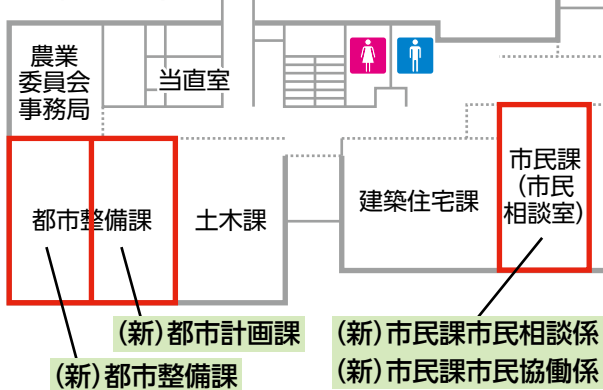 農業
委員会
事務局
当直室
都市整備課
土木課
建築住宅課
市民課
(市民
相談室)
(新)都市計画課
(新)都市整備課
(新)市民課市民相談係
(新)市民課市民協働係